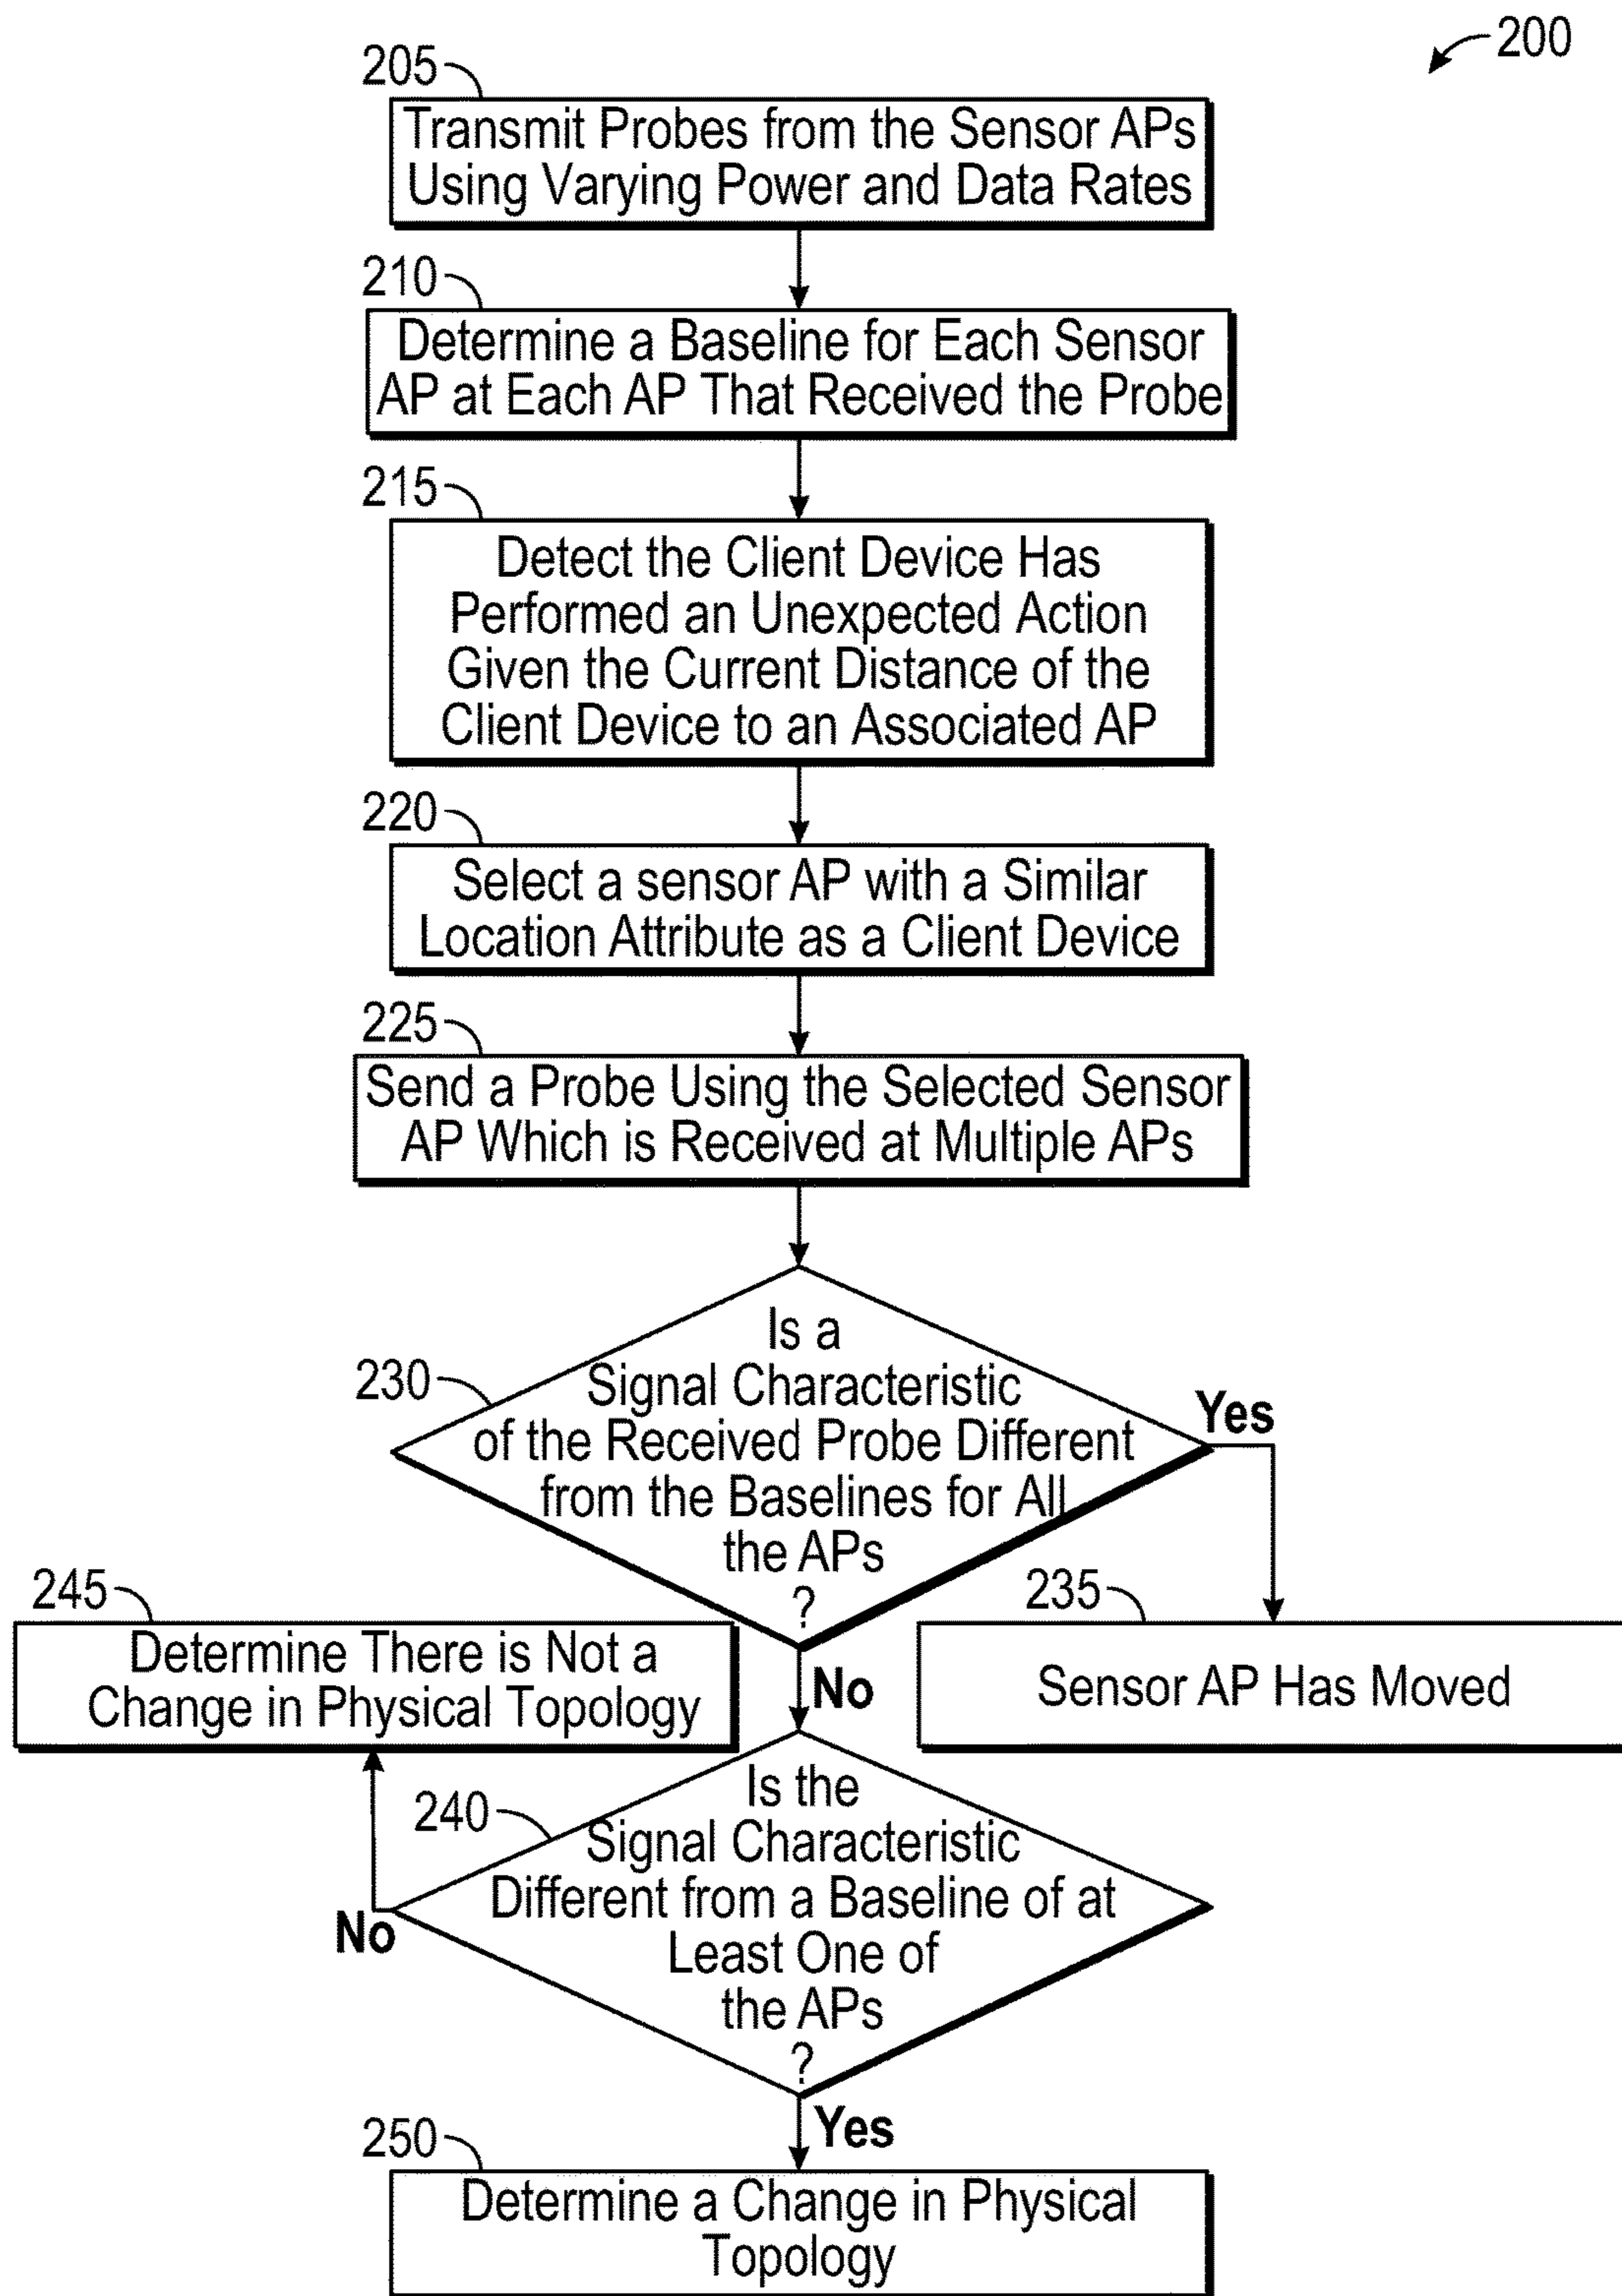 200
205
Transmit Probes from the Sensor APs
Using Varying Power and Data Rates
210
Determine a Baseline for Each Sensor
AP at Each AP That Received the Probe
215
Detect the Client Device Has
Performed an Unexpected Action
Given the Current Distance of the
Client Device to an Associated AP
220
Select a sensor AP with a Similar
Location Attribute as a Client Device
225
Send a Probe Using the Selected Sensor
AP Which is Received at Multiple APs
230
Is a
Signal Characteristic
of the Received Probe Different
from the Baselines for All
the APs
?
Yes
235
Sensor AP Has Moved
No
240
Is the
Signal Characteristic
Different from a Baseline of at
Least One of
the APs
?
No
245
Determine There is Not a
Change in Physical Topology
Yes
250
Determine a Change in Physical
Topology